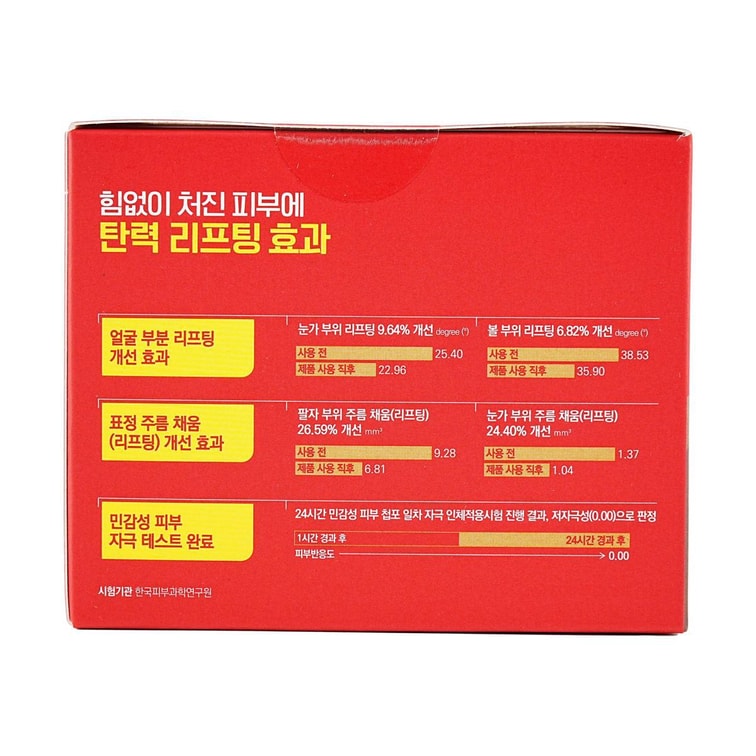 힘없이 처진 피부에
탄력 리프팅 효과
얼굴 부분 리프팅
개선 효과
눈가 부위 리프팅 9.64% 개선 degree (°)
사용 전 25.40
제품 사용 직후 22.96
볼 부위 리프팅 6.82% 개선 degree (°)
사용 전 38.53
제품 사용 직후 35.90
표정 주름 채움
(리프팅) 개선 효과
팔자 부위 주름 채움(리프팅)
26.59% 개선 mm³
사용 전 9.28
제품 사용 직후 6.81
눈가 부위 주름 채움(리프팅)
24.40% 개선 mm³
사용 전 1.37
제품 사용 직후 1.04
민감성 피부
자극 테스트 완료
24시간 민감성 피부 첩포 일차 자극 인체적용시험 진행 결과, 저자극성(0.00)으로 판정
1시간 경과 후 24시간 경과 후
피부반응도 0.00
시험기관 한국피부과학연구원